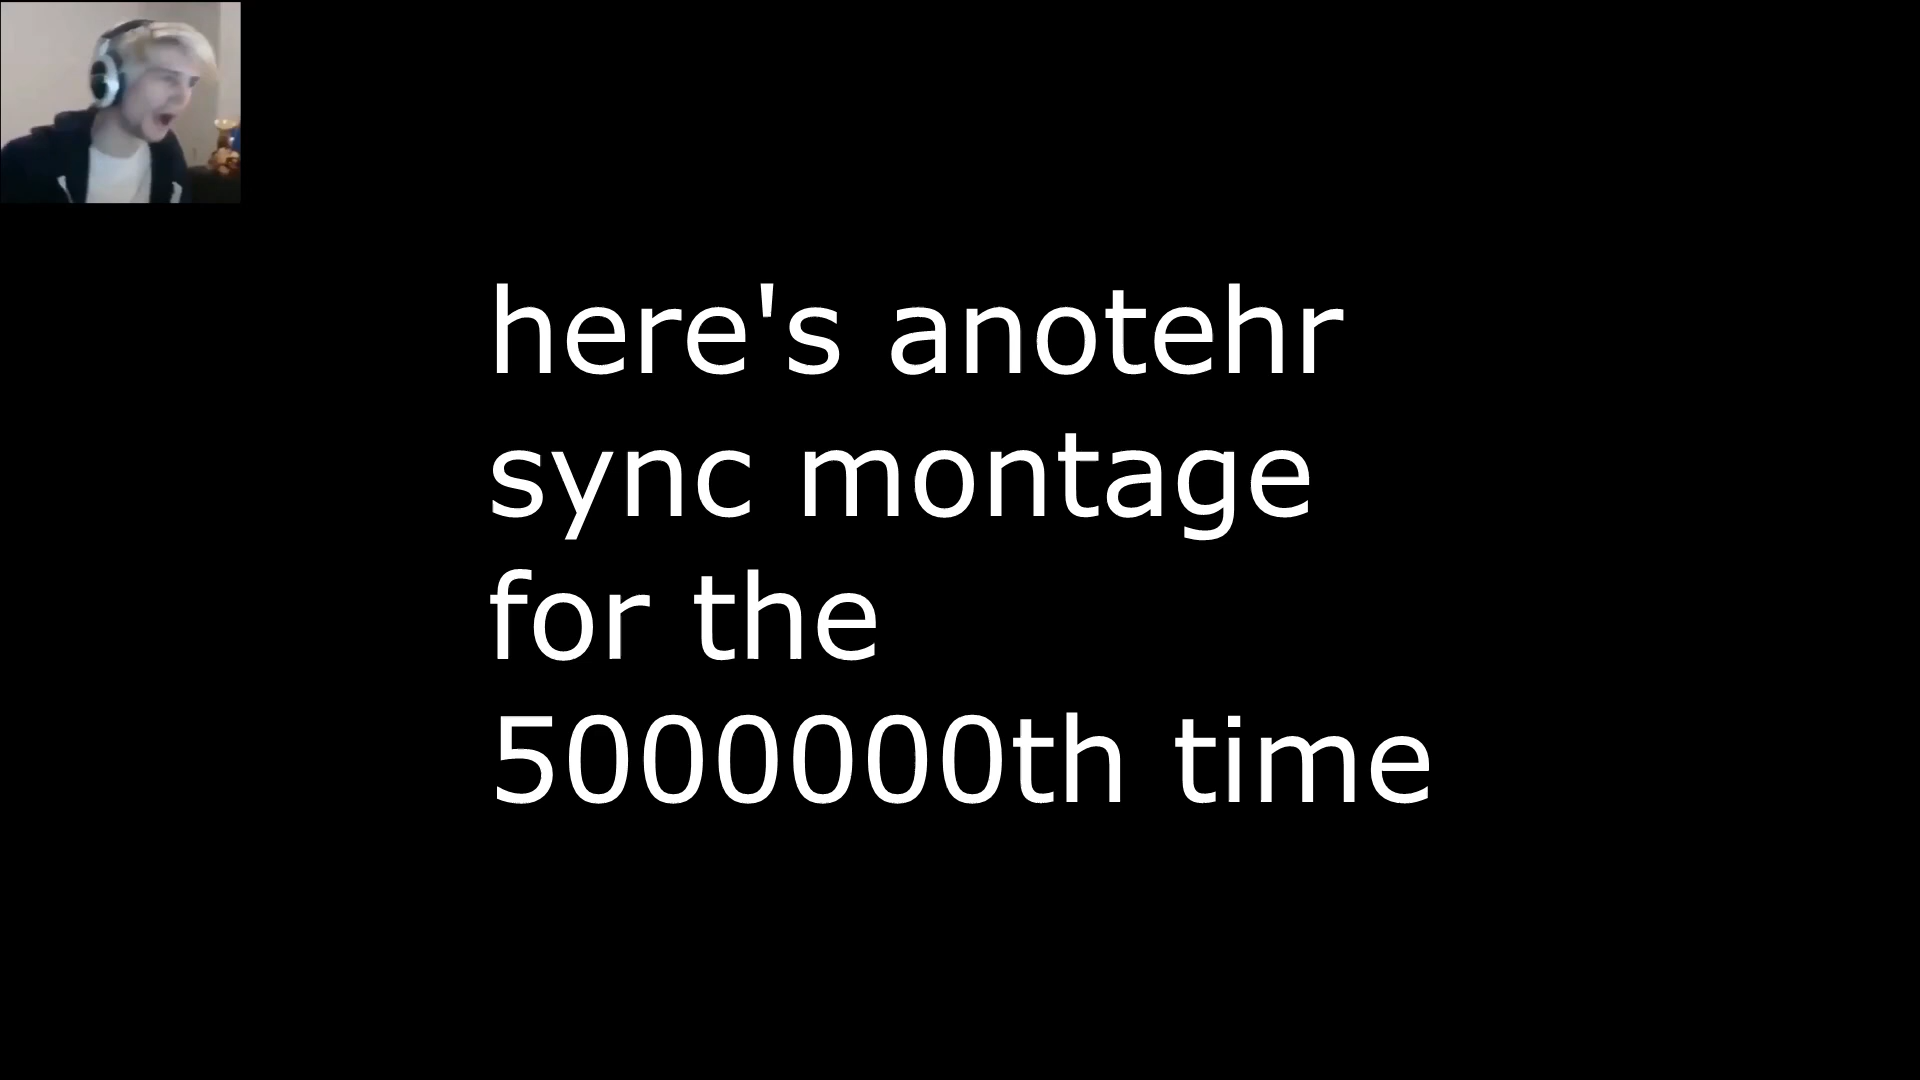 here's anotehr
sync montage
for the
5000000th time